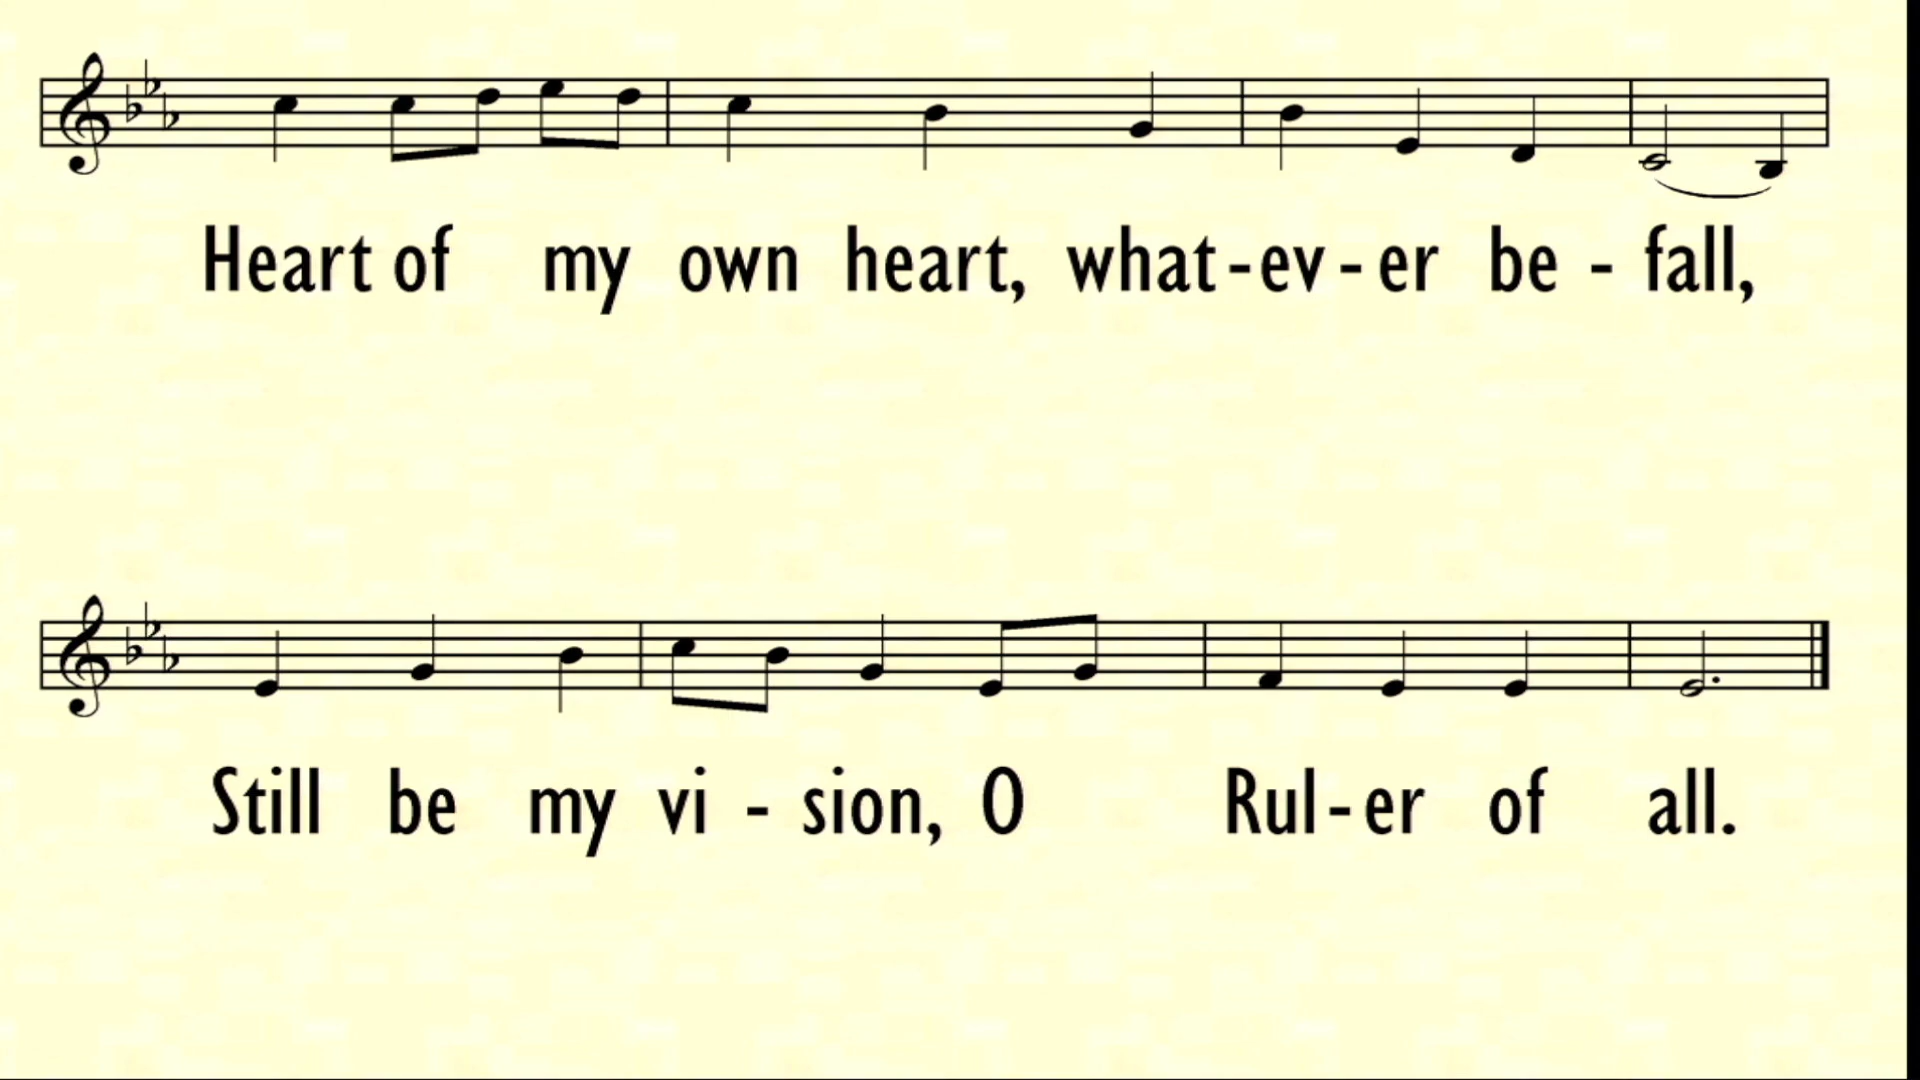 Heart of my own heart, what-ev-er be-fall,
Still be my vi-sion, O Rul-er of all.